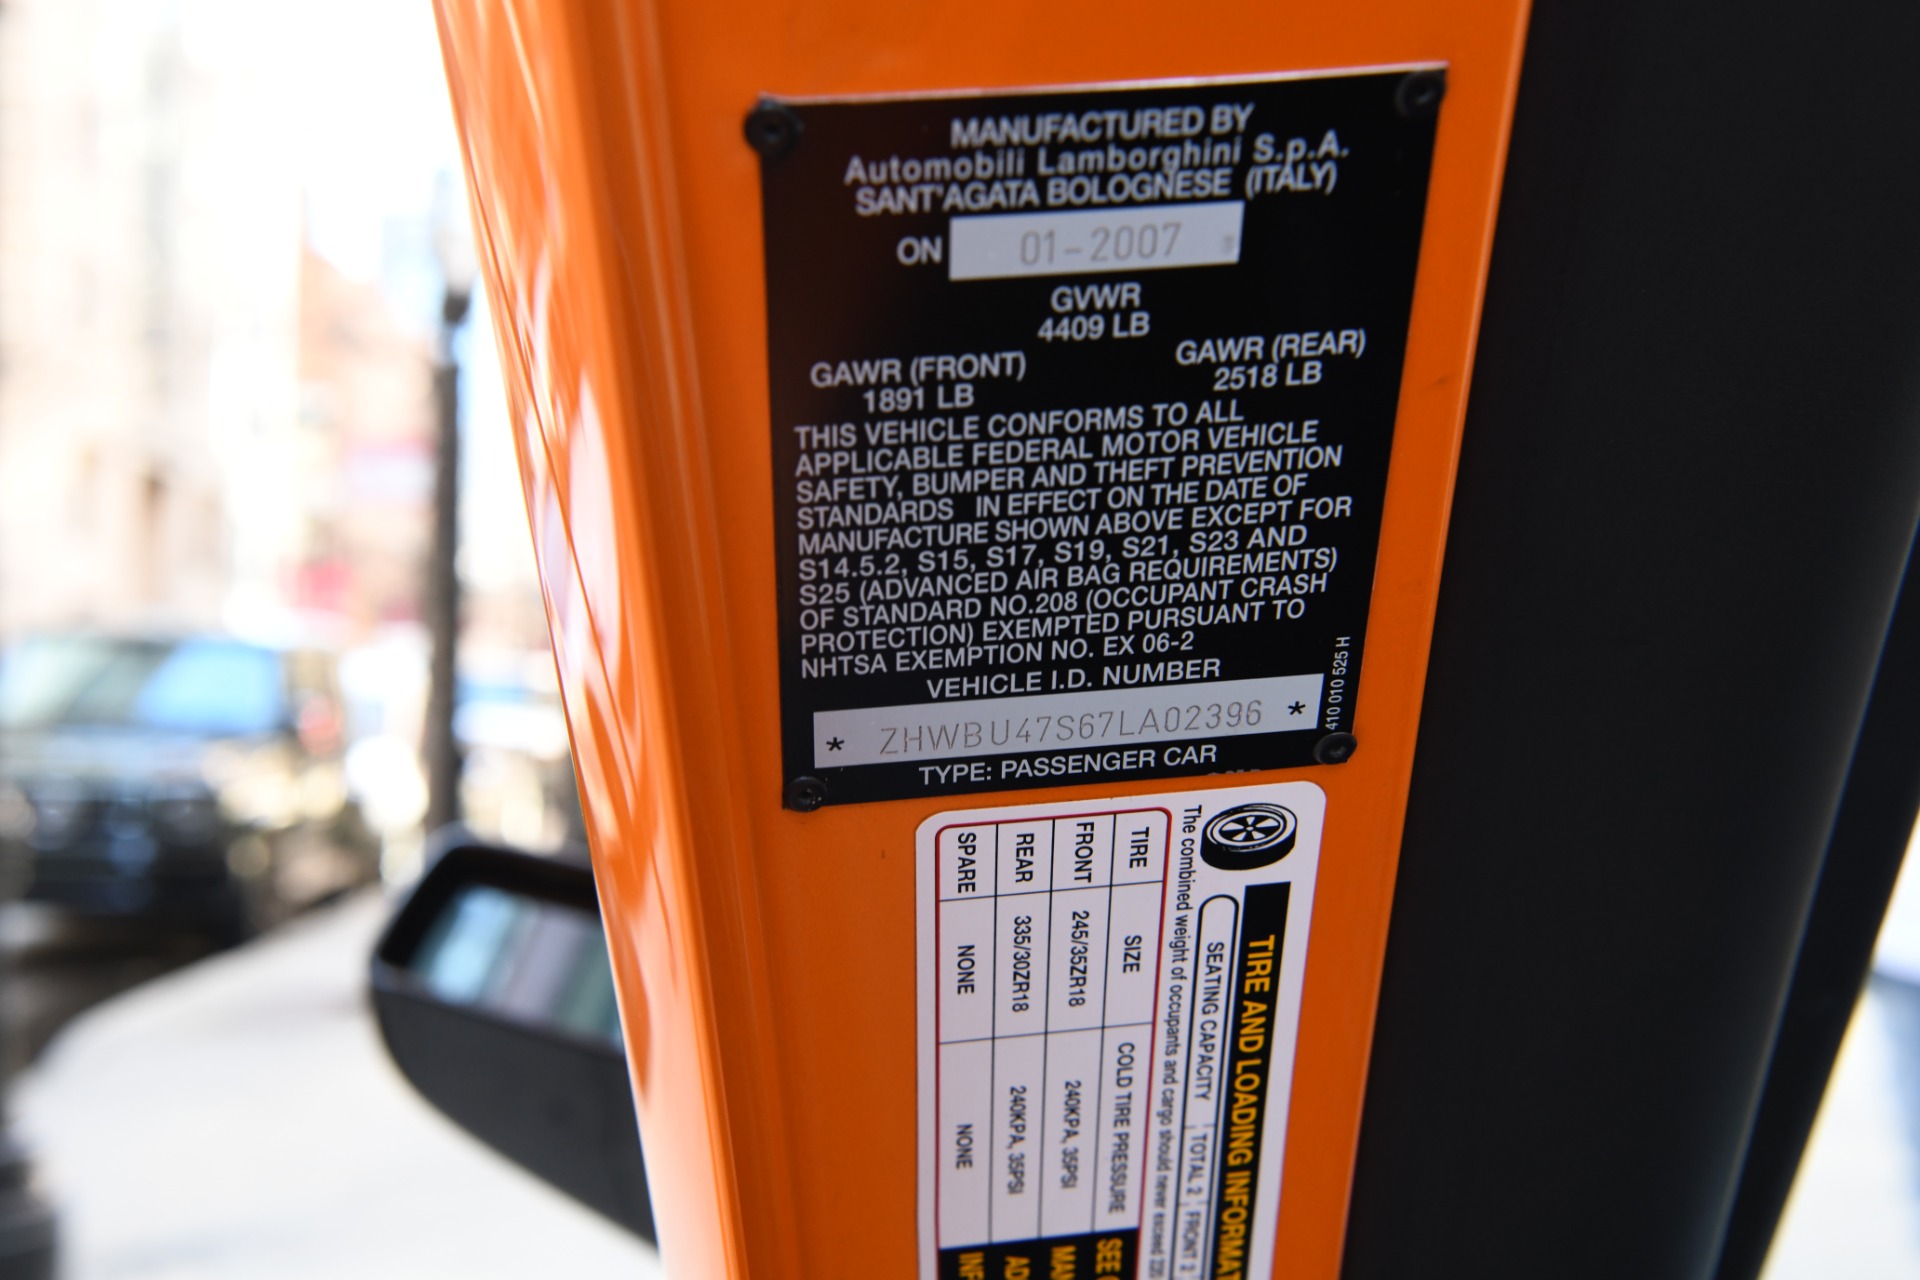 MANUFACTURED BY
Automobili Lamborghini S.p.A.
SANT'AGATA BOLOGNESE (ITALY)
ON 01-2007
GVWR
4409 LB
GAWR (FRONT) GAWR (REAR)
1891 LB 2518 LB
THIS VEHICLE CONFORMS TO ALL
APPLICABLE FEDERAL MOTOR VEHICLE
SAFETY, BUMPER AND THEFT PREVENTION
STANDARDS IN EFFECT ON THE DATE OF
MANUFACTURE SHOWN ABOVE EXCEPT FOR
S14.5.2, S15, S17, S19, S21, S23 AND
S25 (ADVANCED AIR BAG REQUIREMENTS)
OF STANDARD NO.208 (OCCUPANT CRASH
PROTECTION) EXEMPTED PURSUANT TO
NHTSA EXEMPTION NO. EX 06-2
VEHICLE I.D. NUMBER
* ZHWBU47S67LA02396 *
TYPE: PASSENGER CAR
410 010 525 H
TIRE AND LOADING INFORMAT
SEATING CAPACITY TOTAL 2 FRONT 2
The combined weight of occupants and cargo should never exceed
TIRE SIZE COLD TIRE PRESSURE SEE
FRONT 245/35ZR18 240KPA, 35PSI MAN
REAR 335/30ZR18 240KPA, 35PSI AD
SPARE NONE NONE INF